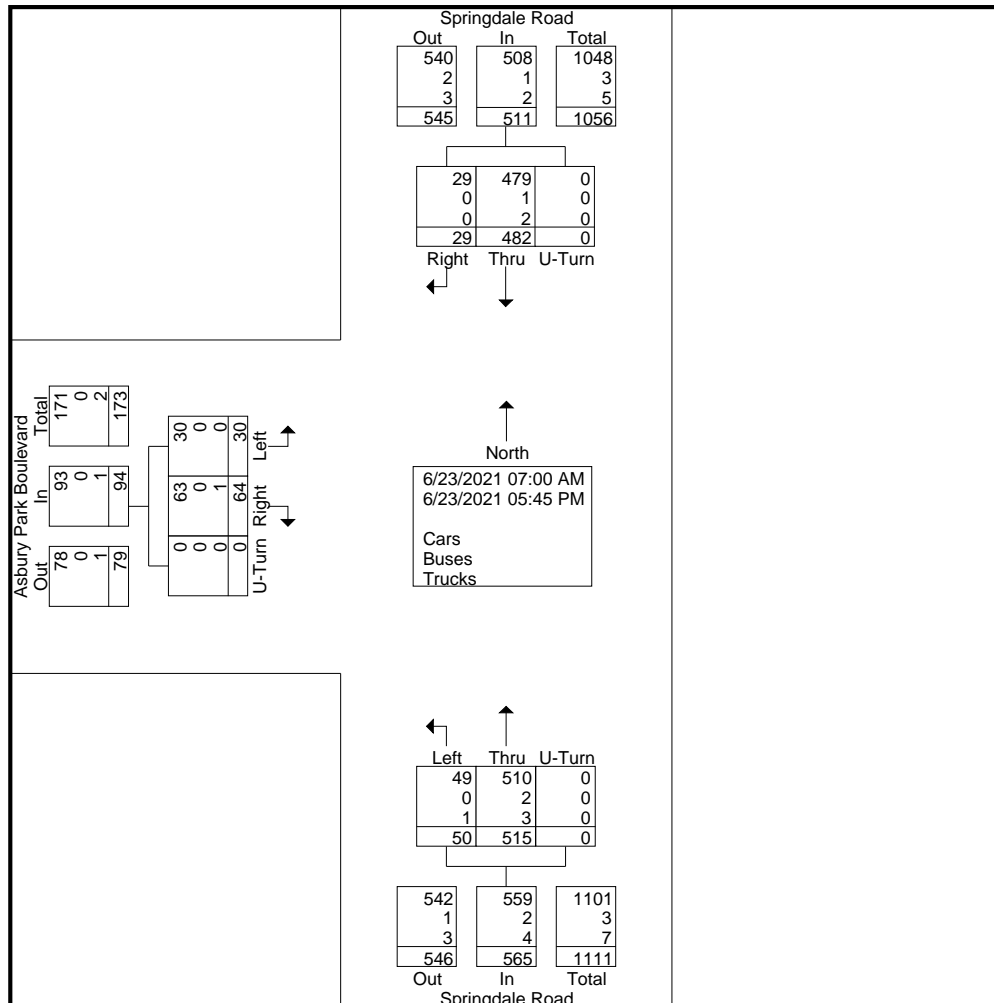 Springdale Road
Out In Total
540 508 1048
2 1 3
3 2 5
545 511 1056
29 479 0
0 1 0
0 2 0
29 482 0
Right Thru U-Turn
Asbury Park Boulevard
Out In Total
78 93 171
0 0 0
1 1 2
79 94 173
0 63 30
0 0 0
0 1 0
0 64 30
U-Turn Right Left
North
6/23/2021 07:00 AM
6/23/2021 05:45 PM
Cars
Buses
Trucks
Left Thru U-Turn
49 510 0
0 2 0
1 3 0
50 515 0
542 559 1101
1 2 3
3 4 7
546 565 1111
Out In Total
Springdale Road